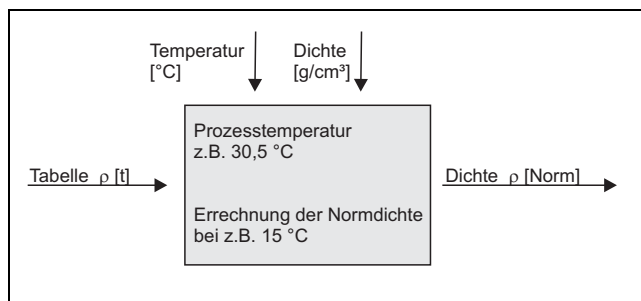 Temperatur
[°C]
Dichte
[g/cm³]
Prozesstemperatur
z.B. 30,5 °C
Tabelle ρ [t]
Dichte ρ [Norm]
Errechnung der Normdichte
bei z.B. 15 °C